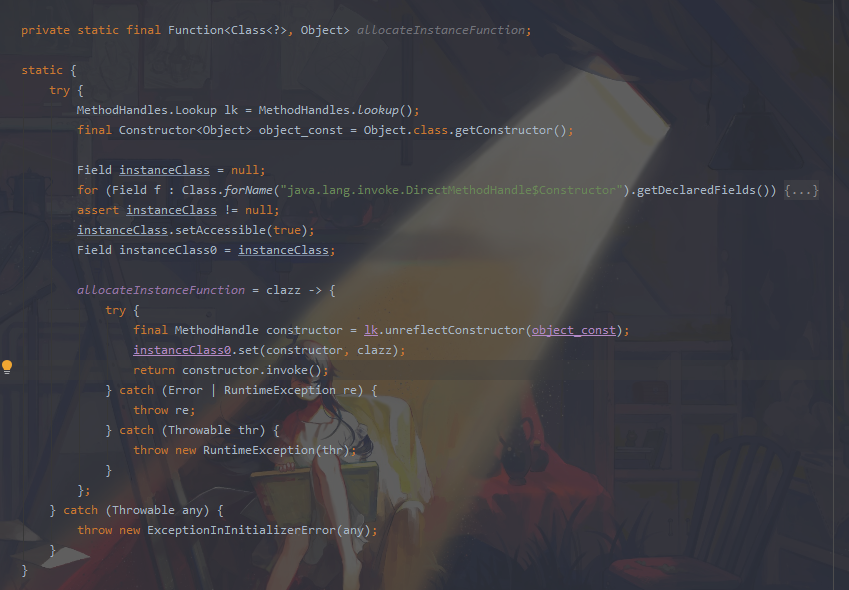 private static final Function<Class<?>, Object> allocateInstanceFunction;
static {
try {
MethodHandles.Lookup lk = MethodHandles.lookup();
final Constructor<Object> object_const = Object.class.getConstructor();
Field instanceClass = null;
for (Field f : Class.forName("java.lang.invoke.DirectMethodHandle$Constructor").getDeclaredFields()) {...}
assert instanceClass != null;
instanceClass.setAccessible(true);
Field instanceClass0 = instanceClass;
allocateInstanceFunction = clazz -> {
try {
final MethodHandle constructor = lk.unreflectConstructor(object_const);
instanceClass0.set(constructor, clazz);
return constructor.invoke();
} catch (Error | RuntimeException re) {
throw re;
} catch (Throwable thr) {
throw new RuntimeException(thr);
}
};
} catch (Throwable any) {
throw new ExceptionInInitializerError(any);
}
}